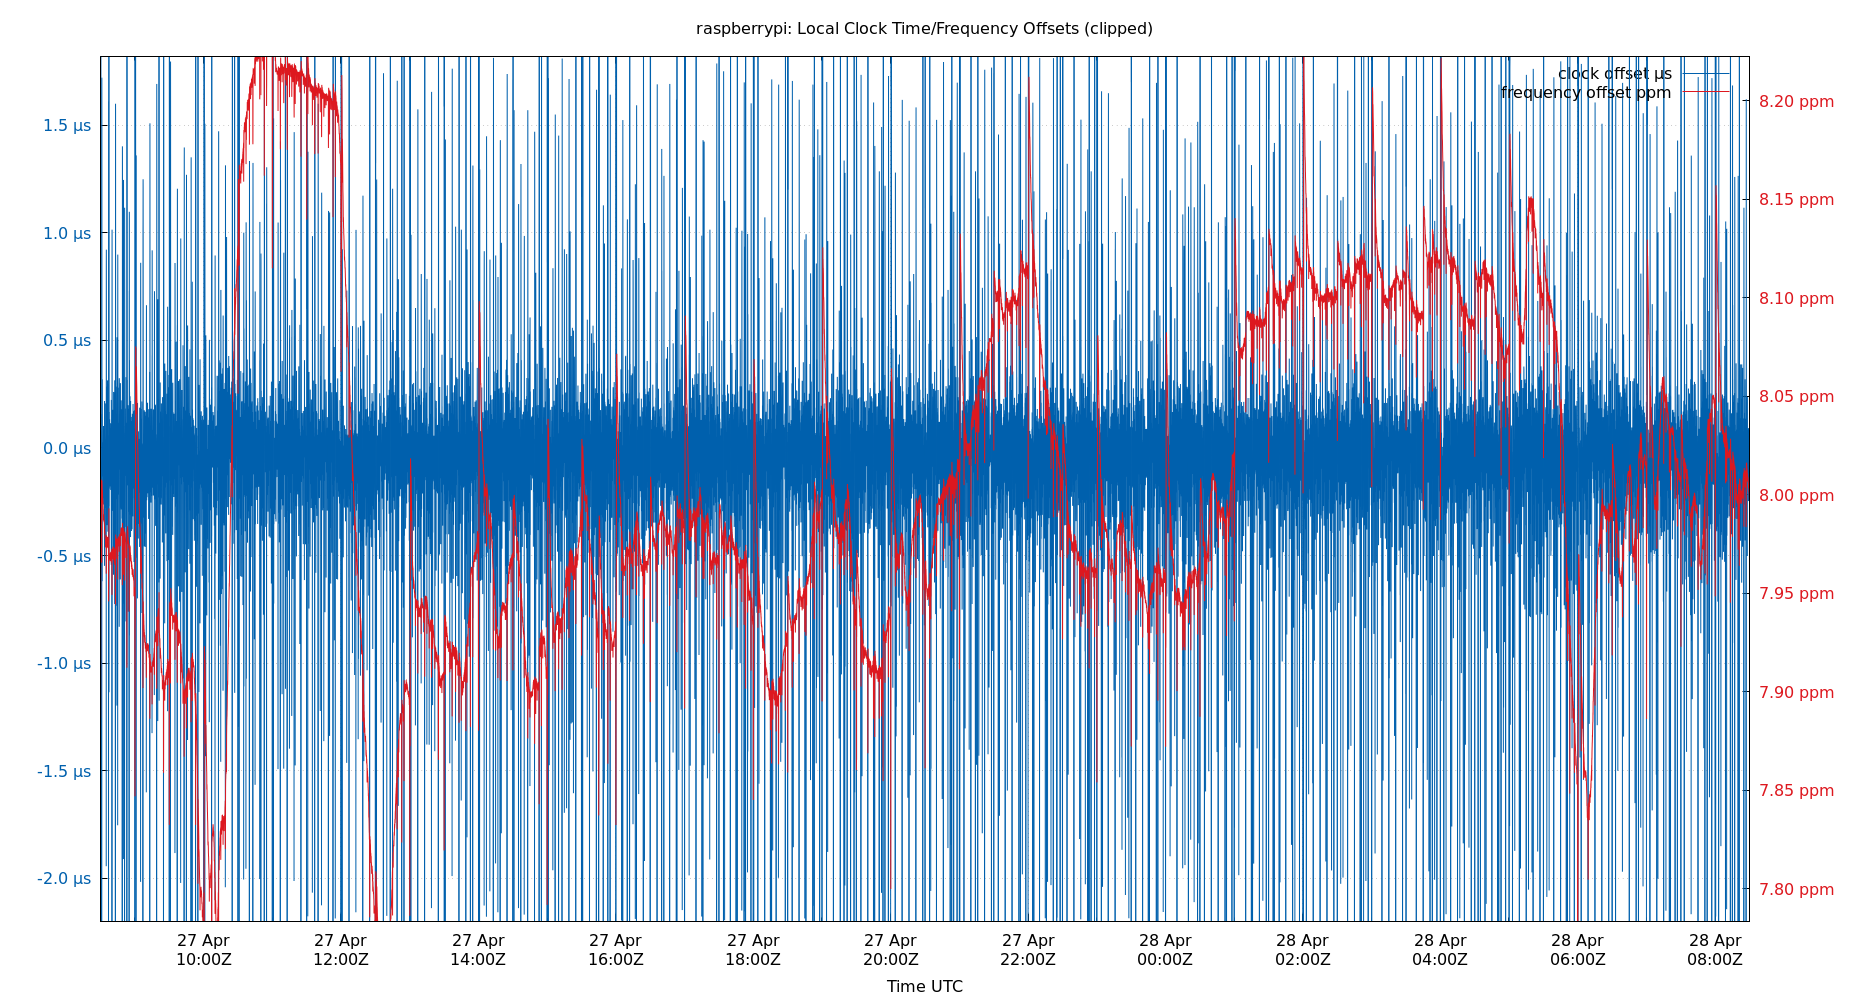 raspberrypi: Local Clock Time/Frequency Offsets (clipped)
clock offset µs
frequency offset ppm
1.5 µs
1.0 µs
0.5 µs
0.0 µs
-0.5 µs
-1.0 µs
-1.5 µs
-2.0 µs
8.20 ppm
8.15 ppm
8.10 ppm
8.05 ppm
8.00 ppm
7.95 ppm
7.90 ppm
7.85 ppm
7.80 ppm
27 Apr 27 Apr 27 Apr 27 Apr 27 Apr 27 Apr 27 Apr 28 Apr 28 Apr 28 Apr 28 Apr 28 Apr
10:00Z 12:00Z 14:00Z 16:00Z 18:00Z 20:00Z 22:00Z 00:00Z 02:00Z 04:00Z 06:00Z 08:00Z
Time UTC